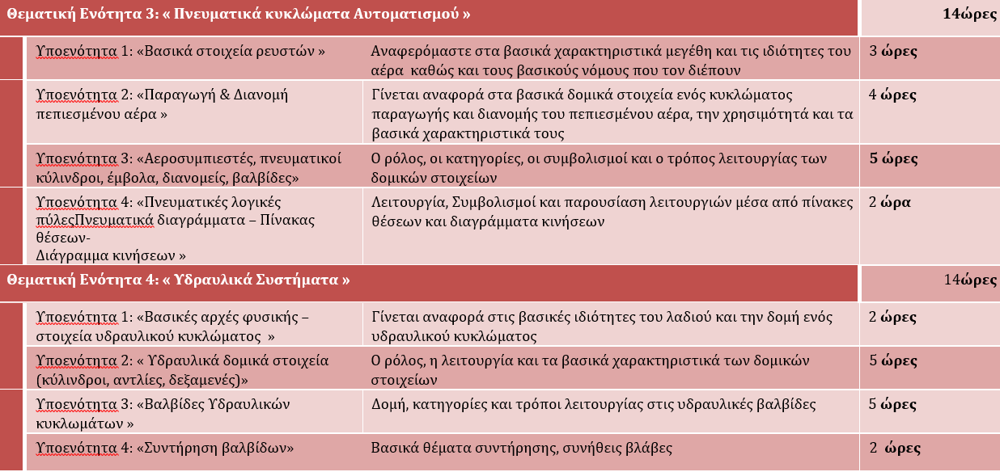 Θεματική Ενότητα 3: « Πνευματικά κυκλώματα Αυτοματισμού » 14ώρες
Υποενότητα 1: «Βασικά στοιχεία ρευστών » Αναφερόμαστε στα βασικά χαρακτηριστικά μεγέθη και τις ιδιότητες του 3 ώρες
αέρα καθώς και τους βασικούς νόμους που τον διέπουν
Υποενότητα 2: «Παραγωγή & Διανομή Γίνεται αναφορά στα βασικά δομικά στοιχεία ενός κυκλώματος 4 ώρες
πεπιεσμένου αέρα » παραγωγής και διανομής του πεπιεσμένου αέρα, την χρησιμότητά και τα
βασικά χαρακτηριστικά τους
Υποενότητα 3: «Αεροσυμπιεστές, πνευματικοί Ο ρόλος, οι κατηγορίες, οι συμβολισμοί και ο τρόπος λειτουργίας των 5 ώρες
κύλινδροι, έμβολα, διανομείς, βαλβίδες» δομικών στοιχείων
Υποενότητα 4: «Πνευματικές λογικές Λειτουργία, Συμβολισμοί και παρουσίαση λειτουργιών μέσα από πίνακες 2 ώρα
πύλεςΠνευματικά διαγράμματα – Πίνακας θέσεων και διαγράμματα κινήσεων
θέσεων-
Διάγραμμα κινήσεων »
Θεματική Ενότητα 4: « Υδραυλικά Συστήματα » 14ώρες
Υποενότητα 1: «Βασικές αρχές φυσικής – Γίνεται αναφορά στις βασικές ιδιότητες του λαδιού και την δομή ενός 2 ώρες
στοιχεία υδραυλικού κυκλώματος » υδραυλικού κυκλώματος
Υποενότητα 2: « Υδραυλικά δομικά στοιχεία Ο ρόλος, η λειτουργία και τα βασικά χαρακτηριστικά των δομικών 5 ώρες
(κύλινδροι, αντλίες, δεξαμενές)» στοιχείων
Υποενότητα 3: «Βαλβίδες Υδραυλικών Δομή, κατηγορίες και τρόποι λειτουργίας στις υδραυλικές βαλβίδες 5 ώρες
κυκλωμάτων »
Υποενότητα 4: «Συντήρηση βαλβίδων» Βασικά θέματα συντήρησης, συνήθεις βλάβες 2 ώρες